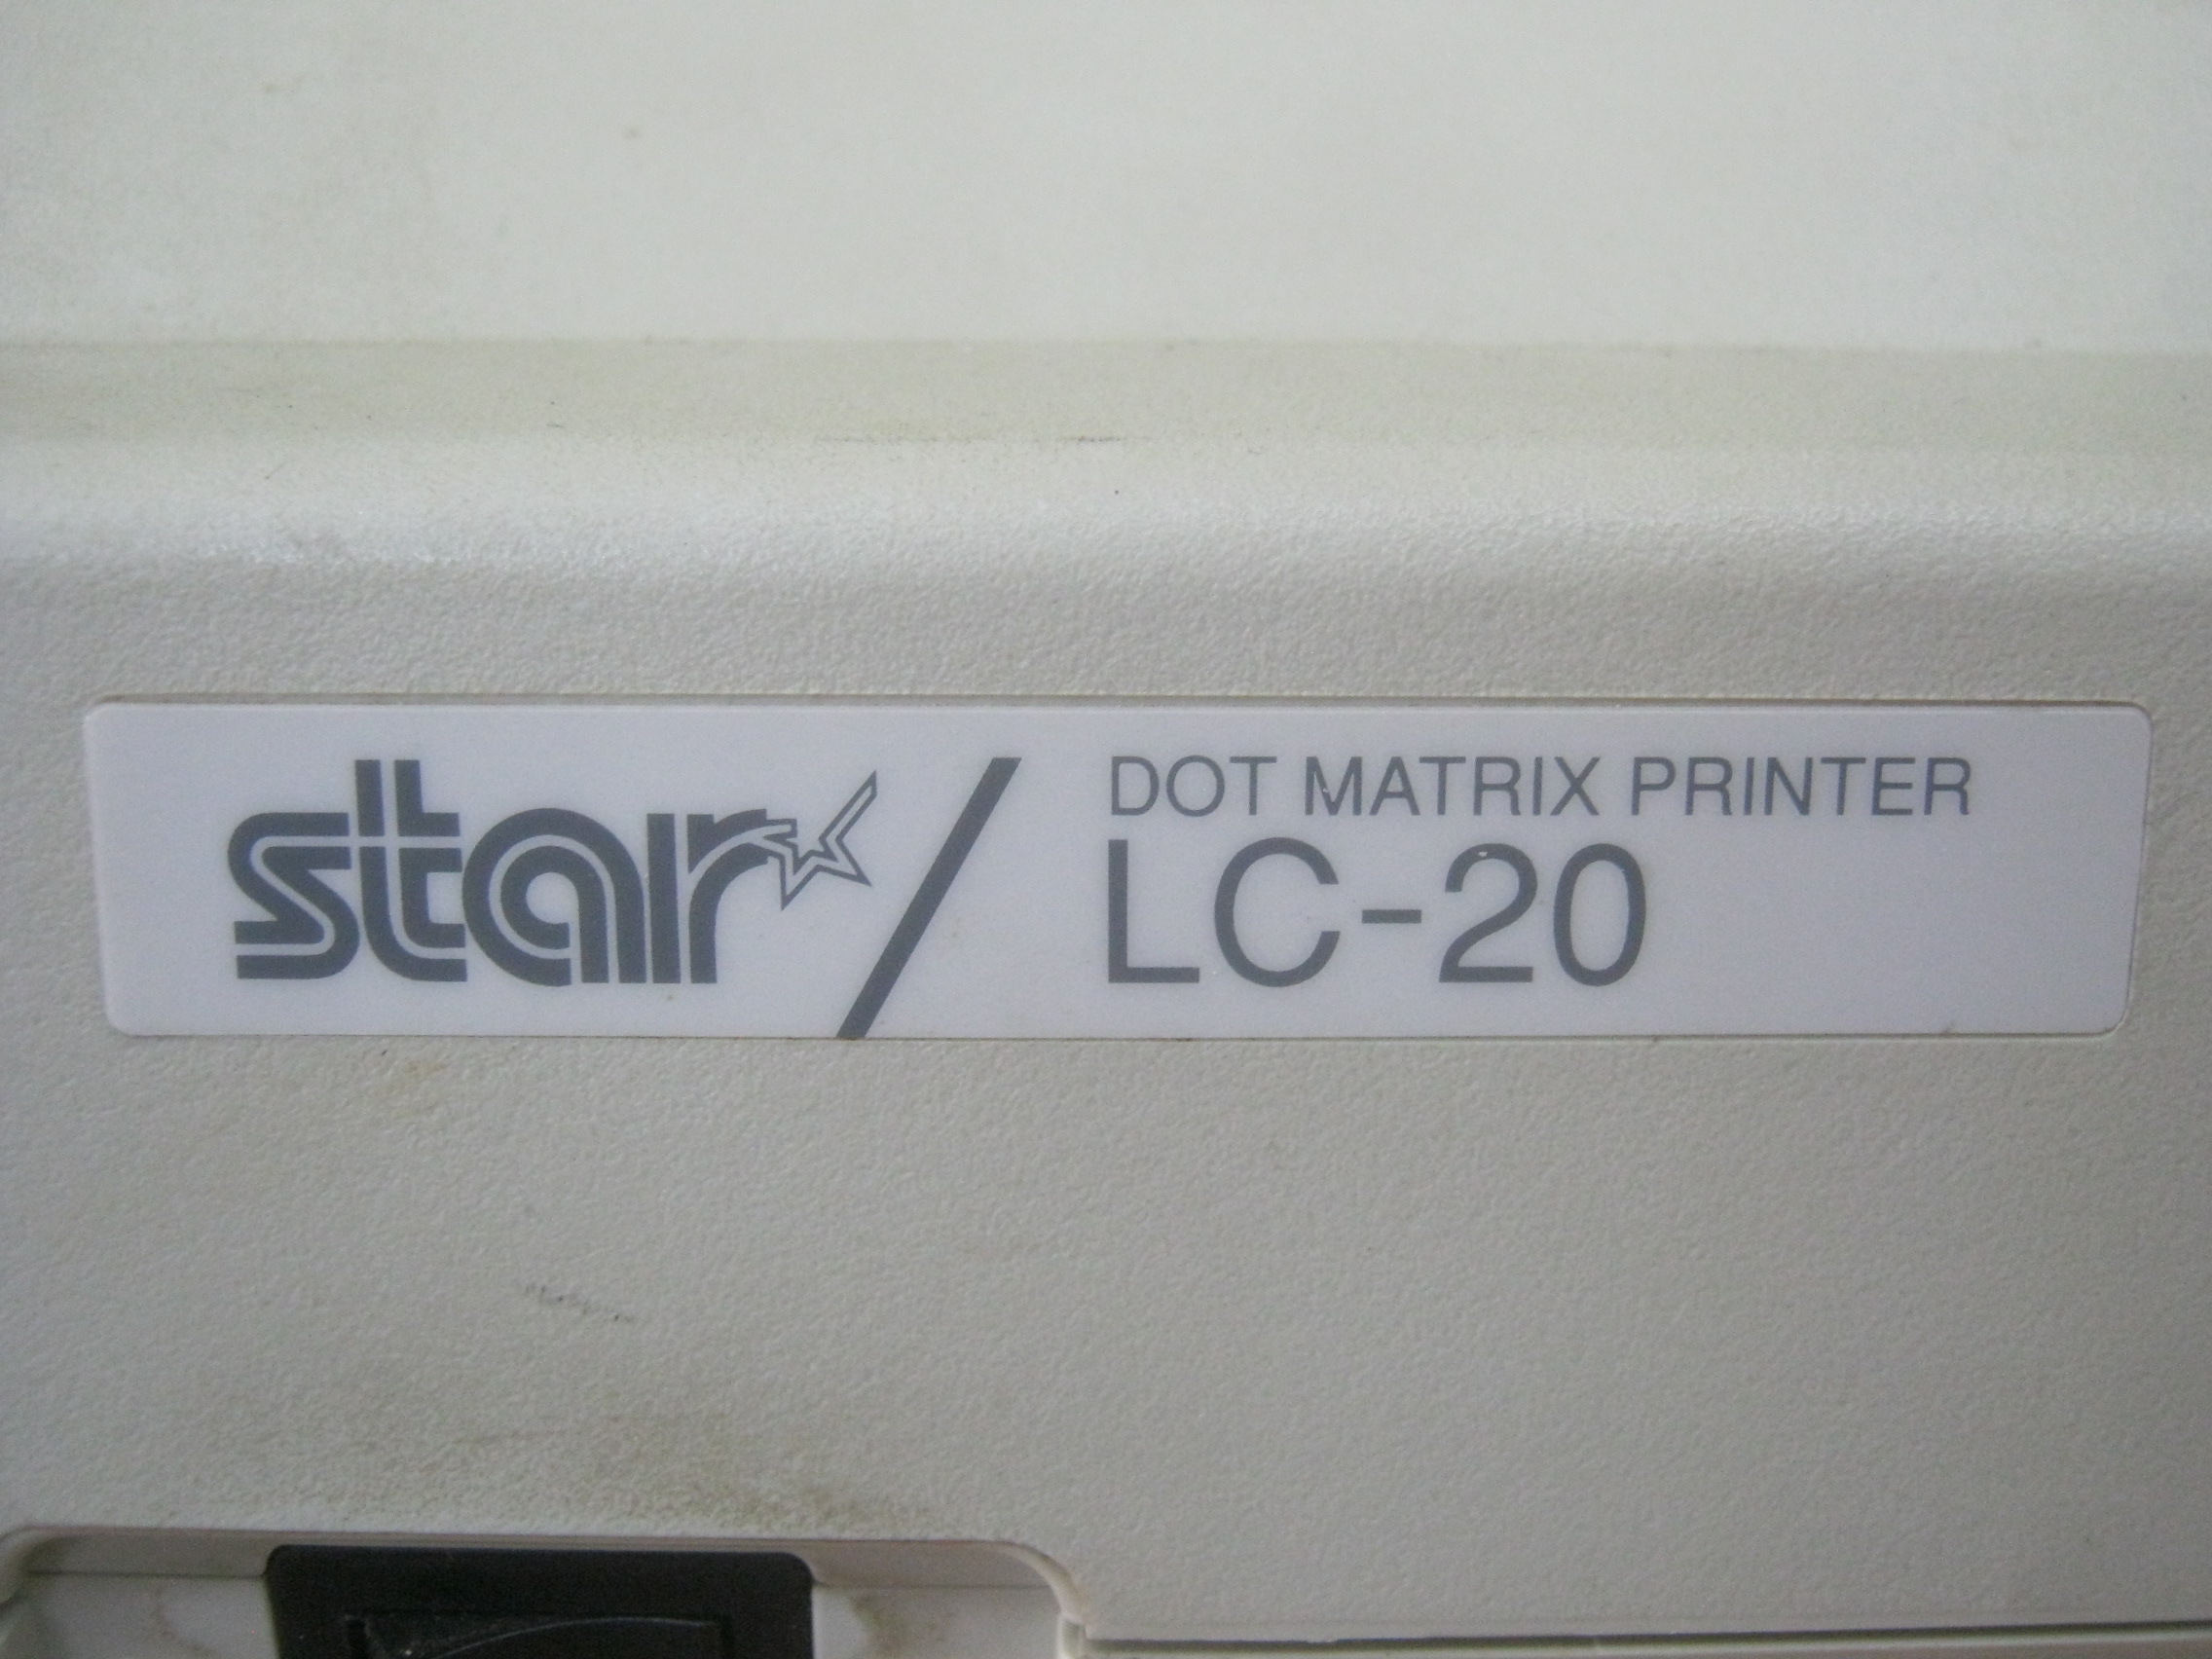 star / DOT MATRIX PRINTER
LC-20